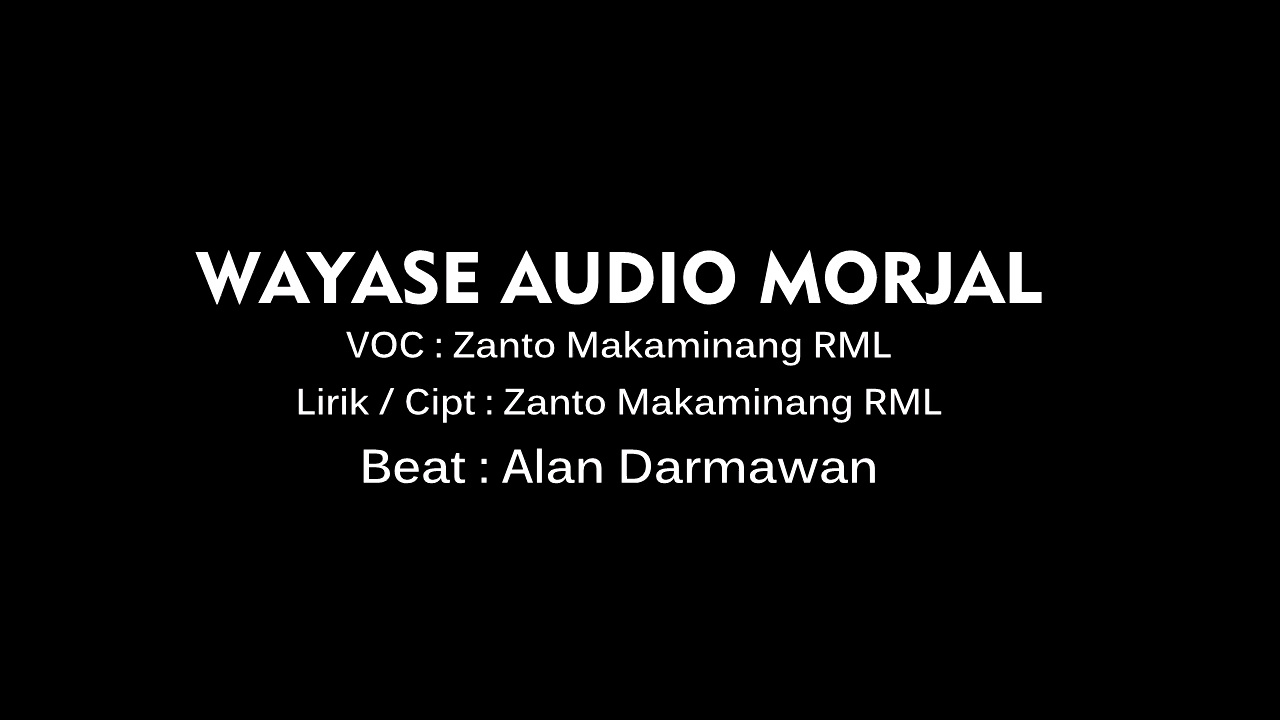 WAYASE AUDIO MORJAL
VOC : Zanto Makaminang RML
Lirik / Cipt : Zanto Makaminang RML
Beat : Alan Darmawan